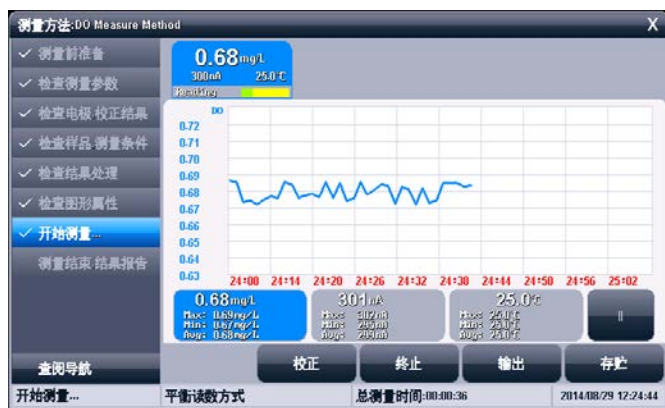 测量方法:DO Measure Method
X
测量前准备
检查测量参数
检查电极·校正结果
检查样品·测量条件
检查结果处理
检查图形属性
开始测量...
测量结束·结果报告
查阅导航
0.68mg/L
300nA 25.0℃
Reading
DO
0.72
0.71
0.70
0.69
0.68
0.67
0.66
0.65
0.64
0.63
24:08 24:14 24:20 24:26 24:32 24:38 24:44 24:50 24:56 25:02
0.68mg/L
Max: 0.69mg/L
Min: 0.67mg/L
Avg: 0.68mg/L
301nA
Max: 302nA
Min: 295nA
Avg: 299nA
25.0℃
Max: 25.0℃
Min: 25.0℃
Avg: 25.0℃
校正 终止 输出 存贮
开始测量... 平衡读数方式 总测量时间:00:00:36 2014/08/29 12:24:44